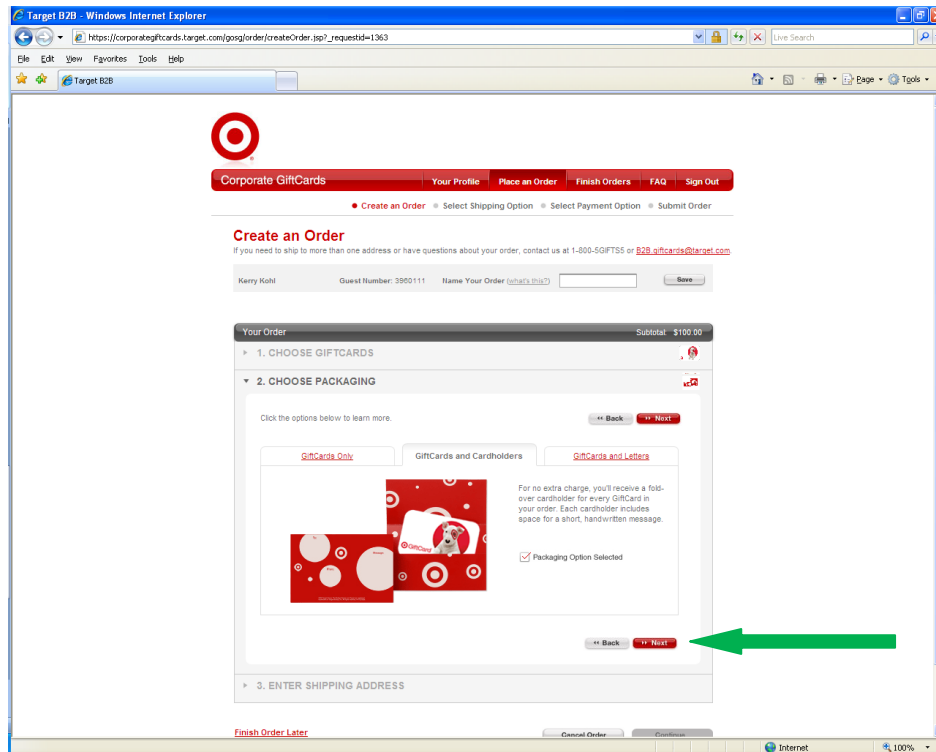 Target B2B - Windows Internet Explorer
https://corporategiftcards.target.com/gosg/order/createOrder.jsp?_requestid=1363
Live Search
File Edit View Favorites Tools Help
Target B2B
Page Tools
Corporate GiftCards Your Profile Place an Order Finish Orders FAQ Sign Out
Create an Order Select Shipping Option Select Payment Option Submit Order
Create an Order
If you need to ship to more than one address or have questions about your order, contact us at 1-800-5GIFTS5 or B2B.giftcards@target.com
Kerry Kohl Guest Number: 3960111 Name Your Order (what's this?) Save
Your Order Subtotal: $100.00
1. CHOOSE GIFTCARDS
2. CHOOSE PACKAGING
Click the options below to learn more. Back Next
GiftCards Only GiftCards and Cardholders GiftCards and Letters
For no extra charge, you'll receive a fold-
over cardholder for every GiftCard in
your order. Each cardholder includes
space for a short, handwritten message.
GiftCard
Packaging Option Selected
Back Next
3. ENTER SHIPPING ADDRESS
Finish Order Later Cancel Order Continue
Internet 100%